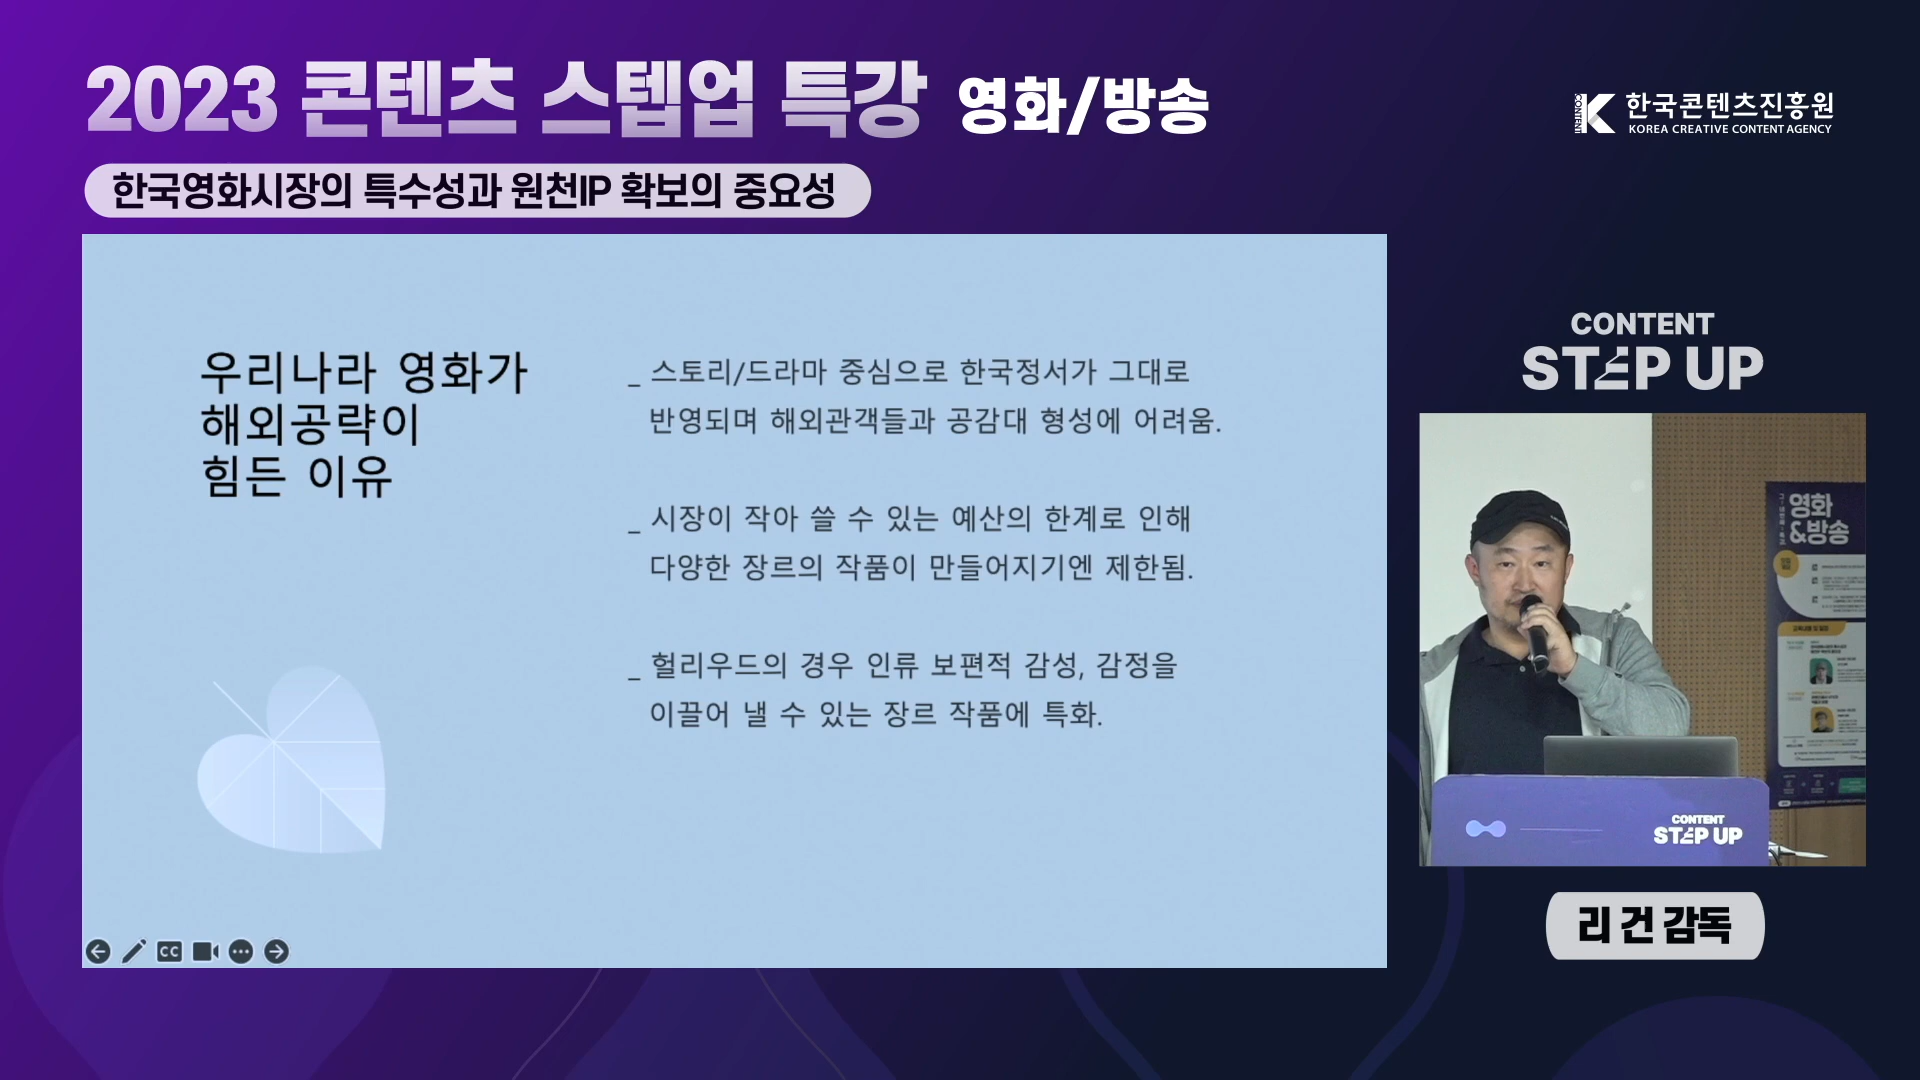 2023 콘텐츠 스텝업 특강 영화/방송
한국영화시장의 특수성과 원천IP 확보의 중요성
CONTENT
K 한국콘텐츠진흥원
KOREA CREATIVE CONTENT AGENCY
우리나라 영화가
해외공략이
힘든 이유
_ 스토리/드라마 중심으로 한국정서가 그대로
반영되며 해외관객들과 공감대 형성에 어려움.
_ 시장이 작아 쓸 수 있는 예산의 한계로 인해
다양한 장르의 작품이 만들어지기엔 제한됨.
_ 헐리우드의 경우 인류 보편적 감성, 감정을
이끌어 낼 수 있는 장르 작품에 특화.
CC
CONTENT
STEP UP
영화
&방송
CONTENT
STEP UP
리 건 감독